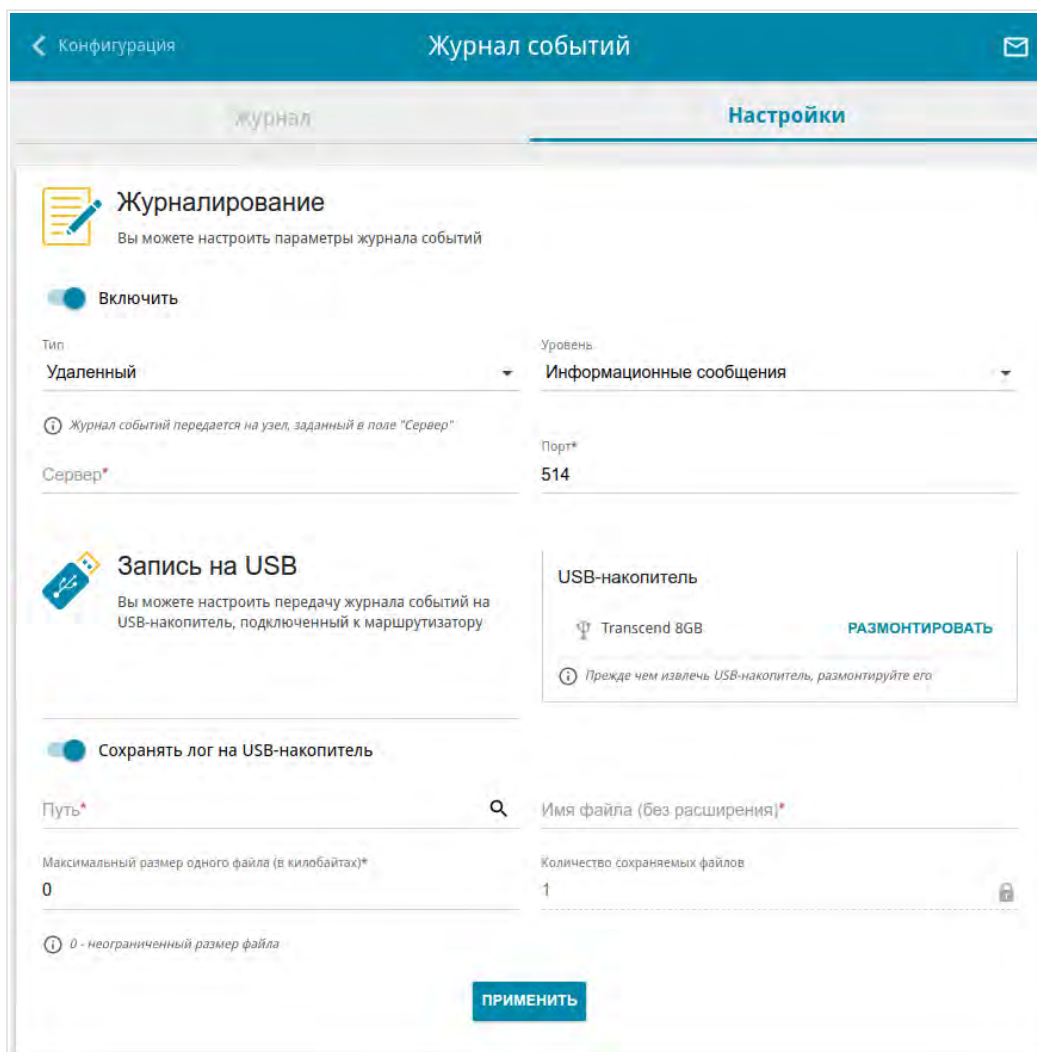 Конфигурация
Журнал событий
Журнал
Настройки
Журналирование
Вы можете настроить параметры журнала событий
Включить
Тип
Удаленный
Уровень
Информационные сообщения
Журнал событий передается на узел, заданный в поле "Сервер"
Сервер*
Порт*
514
Запись на USB
Вы можете настроить передачу журнала событий на
USB-накопитель, подключенный к маршрутизатору
USB-накопитель
Transcend 8GB
РАЗМОНТИРОВАТЬ
Прежде чем извлечь USB-накопитель, размонтируйте его
Сохранять лог на USB-накопитель
Путь*
Имя файла (без расширения)*
Максимальный размер одного файла (в килобайтах)*
0
Количество сохраняемых файлов
1
0 - неограниченный размер файла
ПРИМЕНИТЬ